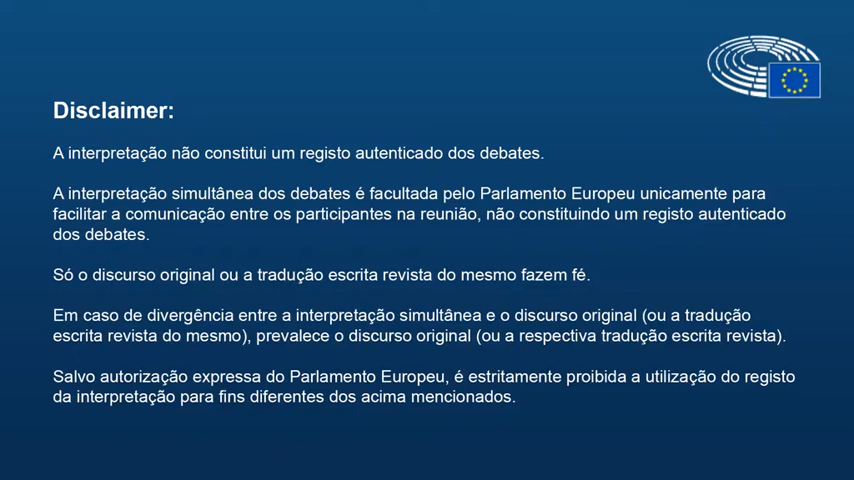 Disclaimer:
A interpretação não constitui um registo autenticado dos debates.
A interpretação simultânea dos debates é facultada pelo Parlamento Europeu unicamente para
facilitar a comunicação entre os participantes na reunião, não constituindo um registo autenticado
dos debates.
Só o discurso original ou a tradução escrita revista do mesmo fazem fé.
Em caso de divergência entre a interpretação simultânea e o discurso original (ou a tradução
escrita revista do mesmo), prevalece o discurso original (ou a respectiva tradução escrita revista).
Salvo autorização expressa do Parlamento Europeu, é estritamente proibida a utilização do registo
da interpretação para fins diferentes dos acima mencionados.